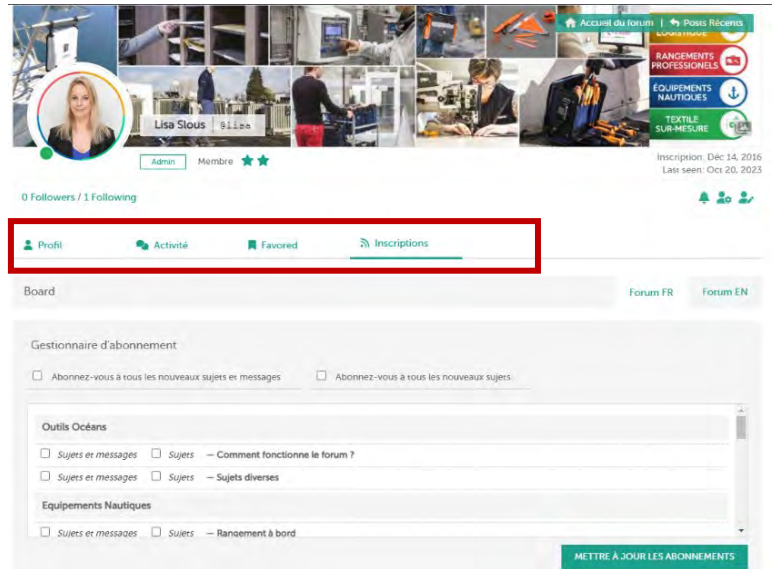 Accueil du forum | Posts Récents
LOGISTIQUE
RANGEMENTS
PROFESSIONNELS
ÉQUIPEMENTS
NAUTIQUES
TEXTILE
SUR-MESURE
Lisa Slous @lisa
Admin Membre
Inscription: Déc 14, 2016
Last seen: Oct 20, 2023
0 Followers / 1 Following
Profil Activité Favored Inscriptions
Board Forum FR Forum EN
Gestionnaire d'abonnement
Abonnez-vous à tous les nouveaux sujets et messages Abonnez-vous à tous les nouveaux sujets
Outils Océans
Sujets et messages Sujets – Comment fonctionne le forum ?
Sujets et messages Sujets – Sujets diverses
Equipements Nautiques
Sujets et messages Sujets – Rangement à bord
METTRE À JOUR LES ABONNEMENTS